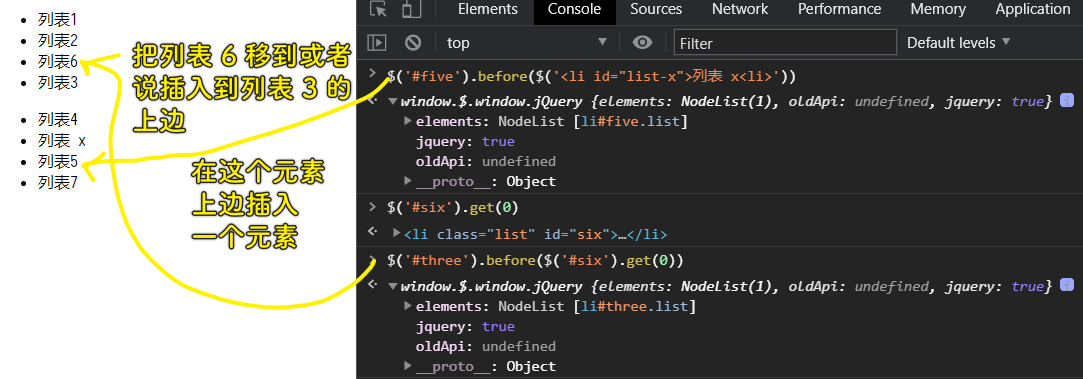 列表1
列表2
列表6
列表3
列表4
列表 x
列表5
列表7
把列表 6 移到或者
说插入到列表 3 的
上边
在这个元素
上边插入
一个元素
Elements Console Sources Network Performance Memory Application
top Filter Default levels
$('#five').before($('<li id="list-x">列表 x<li>'))
window.$.window.jQuery {elements: NodeList(1), oldApi: undefined, jquery: true}
elements: NodeList [li#five.list]
jquery: true
oldApi: undefined
__proto__: Object
$('#six').get(0)
<li class="list" id="six">…</li>
$('#three').before($('#six').get(0))
window.$.window.jQuery {elements: NodeList(1), oldApi: undefined, jquery: true}
elements: NodeList [li#three.list]
jquery: true
oldApi: undefined
__proto__: Object